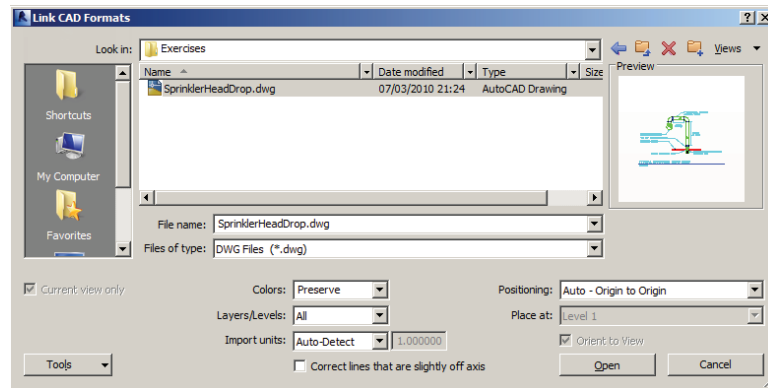 Link CAD Formats
Look in: Exercises Views
Name Date modified Type Size Preview
SprinklerHeadDrop.dwg 07/03/2010 21:24 AutoCAD Drawing
Shortcuts
My Computer
Favorites
File name: SprinklerHeadDrop.dwg
Files of type: DWG Files (*.dwg)
Current view only Colors: Preserve Positioning: Auto - Origin to Origin
Layers/Levels: All Place at: Level 1
Import units: Auto-Detect 1.000000 Orient to View
Tools Correct lines that are slightly off axis Open Cancel